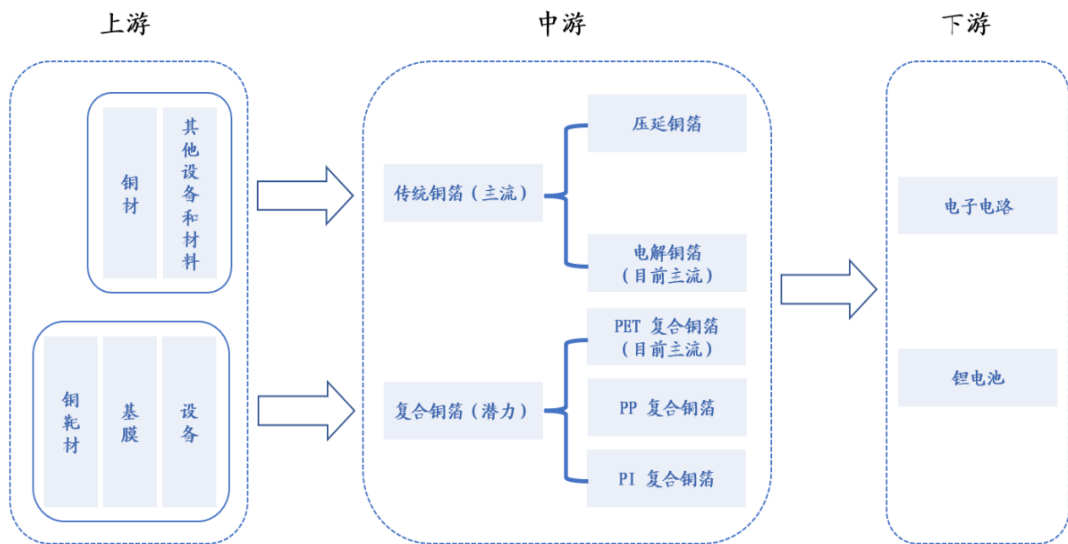 上游
中游
下游
铜材
其他设备和材料
铜靶材
基膜
设备
传统铜箔（主流）
压延铜箔
电解铜箔
（目前主流）
复合铜箔（潜力）
PET 复合铜箔
（目前主流）
PP 复合铜箔
PI 复合铜箔
电子电路
钽电池